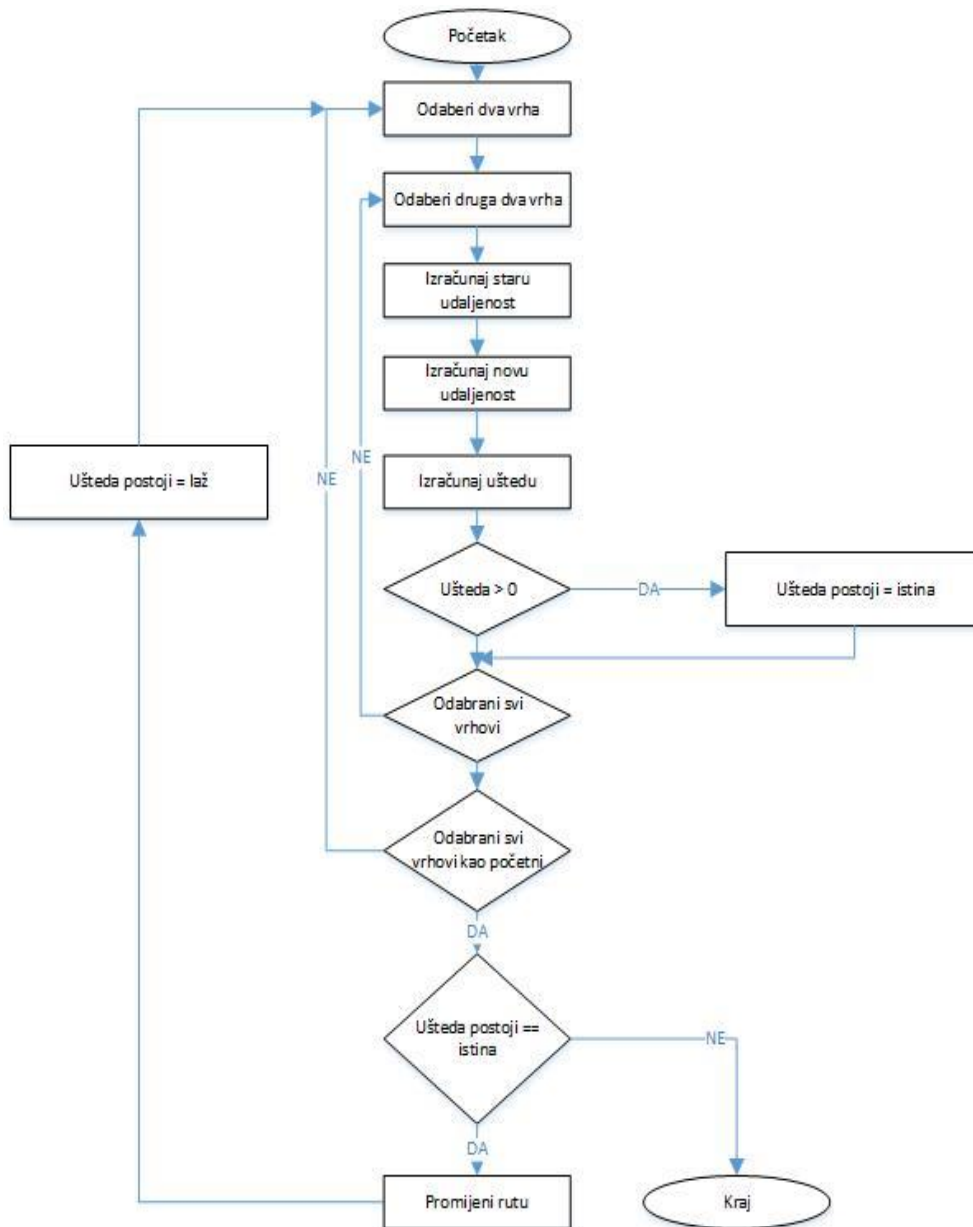 Početak
Odaberi dva vrha
Odaberi druga dva vrha
Izračunaj staru
udaljenost
Izračunaj novu
udaljenost
NE
NE
Ušteda postoji = laž
Izračunaj uštedu
Ušteda > 0
DA
Ušteda postoji = istina
Odabrani svi
vrhovi
Odabrani svi
vrhovi kao početni
DA
Ušteda postoji ==
istina
NE
DA
Promijeni rutu
Kraj